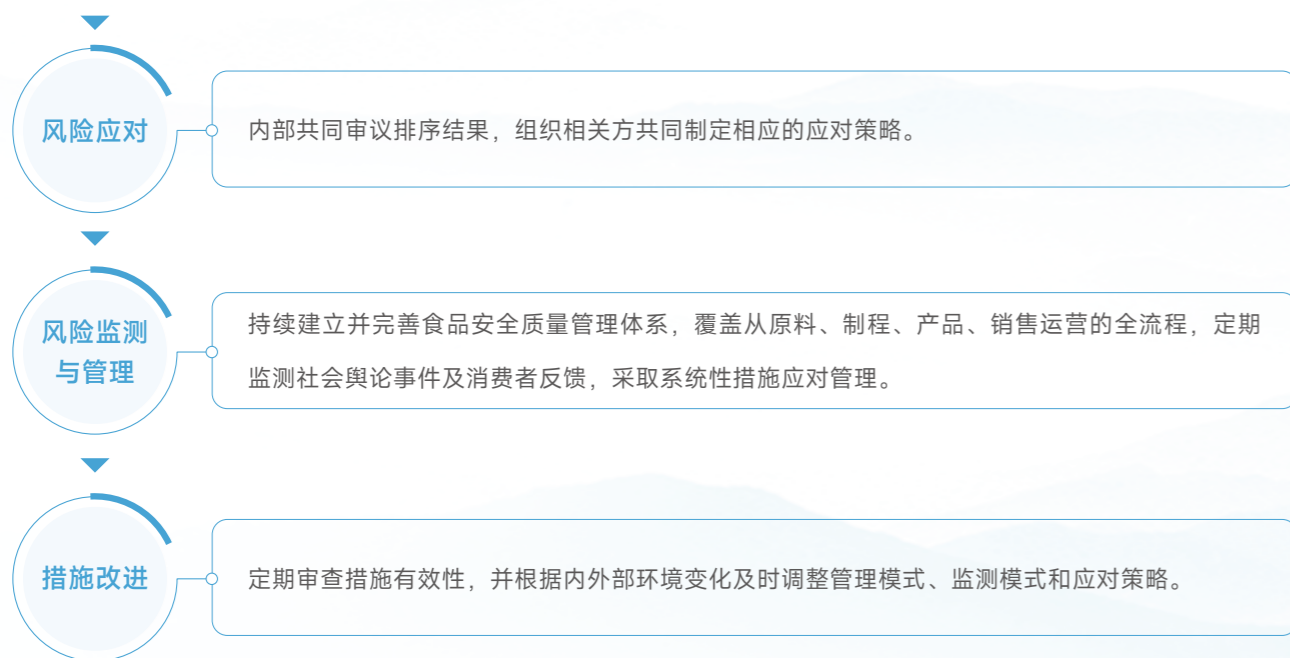 风险应对
内部共同审议排序结果，组织相关方共同制定相应的应对策略。
风险监测
与管理
持续建立并完善食品安全质量管理体系，覆盖从原料、制程、产品、销售运营的全流程，定期
监测社会舆论事件及消费者反馈，采取系统性措施应对管理。
措施改进
定期审查措施有效性，并根据内外部环境变化及时调整管理模式、监测模式和应对策略。